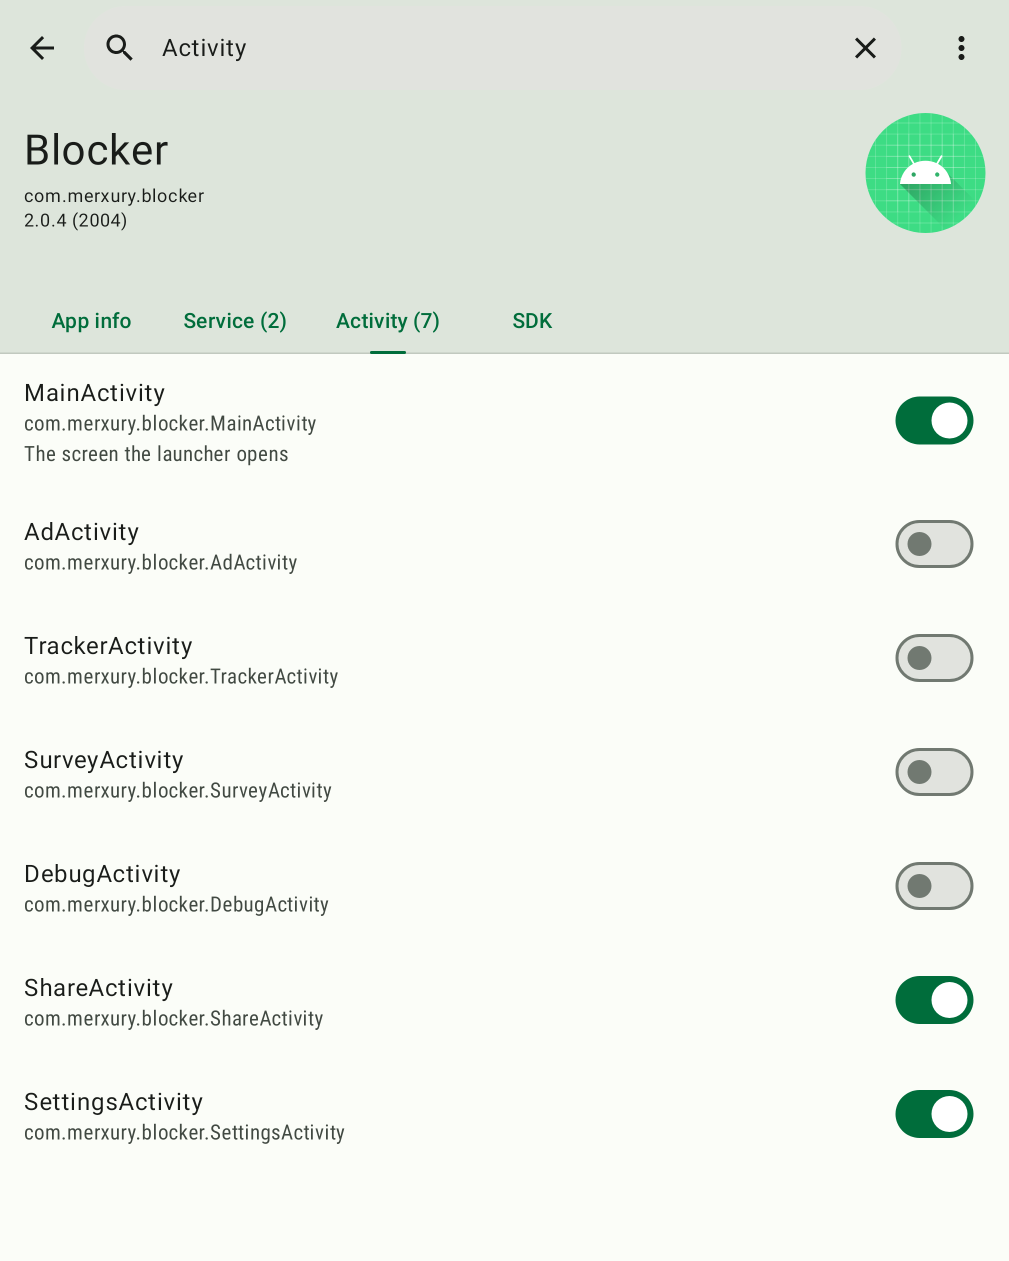 Activity
Blocker
com.merxury.blocker
2.0.4 (2004)
App info Service (2) Activity (7) SDK
MainActivity
com.merxury.blocker.MainActivity
The screen the launcher opens
AdActivity
com.merxury.blocker.AdActivity
TrackerActivity
com.merxury.blocker.TrackerActivity
SurveyActivity
com.merxury.blocker.SurveyActivity
DebugActivity
com.merxury.blocker.DebugActivity
ShareActivity
com.merxury.blocker.ShareActivity
SettingsActivity
com.merxury.blocker.SettingsActivity